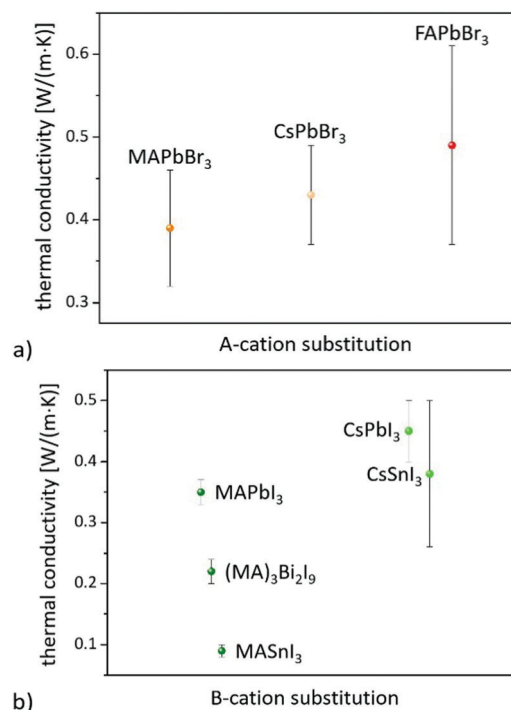 thermal conductivity [W/(m·K)]
0.6
0.5
0.4
0.3
MAPbBr₃
CsPbBr₃
FAPbBr₃
a)
A-cation substitution
thermal conductivity [W/(m·K)]
0.5
0.4
0.3
0.2
0.1
CsPbI₃
CsSnI₃
MAPbI₃
(MA)₃Bi₂I₉
MASnI₃
b)
B-cation substitution